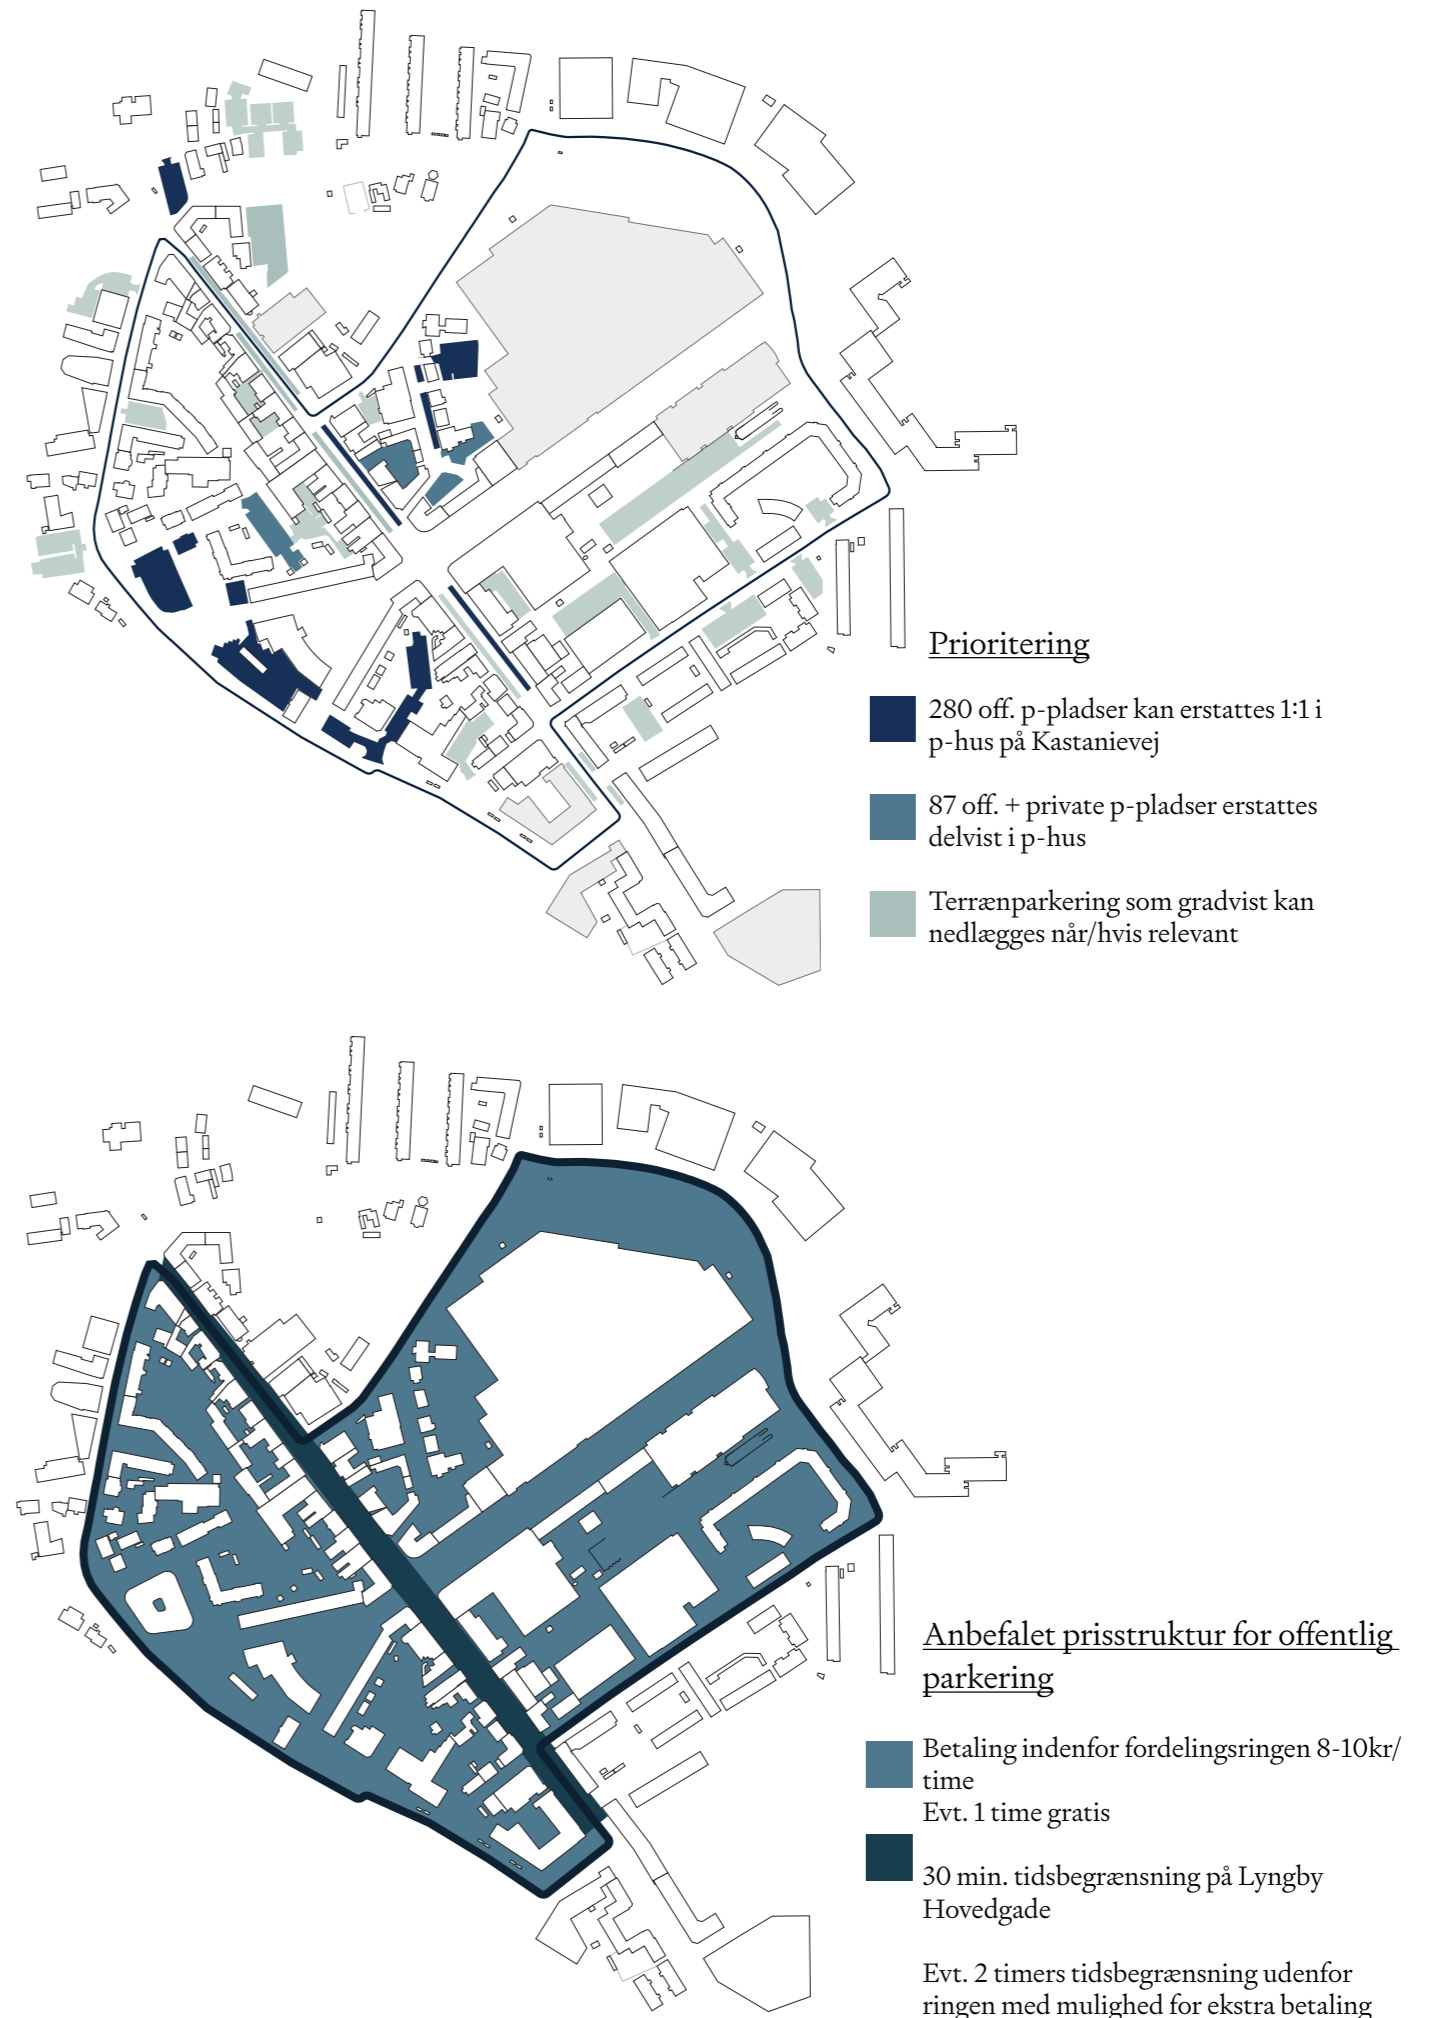 Prioritering
280 off. p-pladser kan erstattes 1:1 i
p-hus på Kastanievej
87 off. + private p-pladser erstattes
delvist i p-hus
Terrænparkering som gradvist kan
nedlægges når/hvis relevant
Anbefalet prisstruktur for offentlig
parkering
Betaling indenfor fordelingsringen 8-10kr/
time
Evt. 1 time gratis
30 min. tidsbegrænsning på Lyngby
Hovedgade
Evt. 2 timers tidsbegrænsning udenfor
ringen med mulighed for ekstra betaling